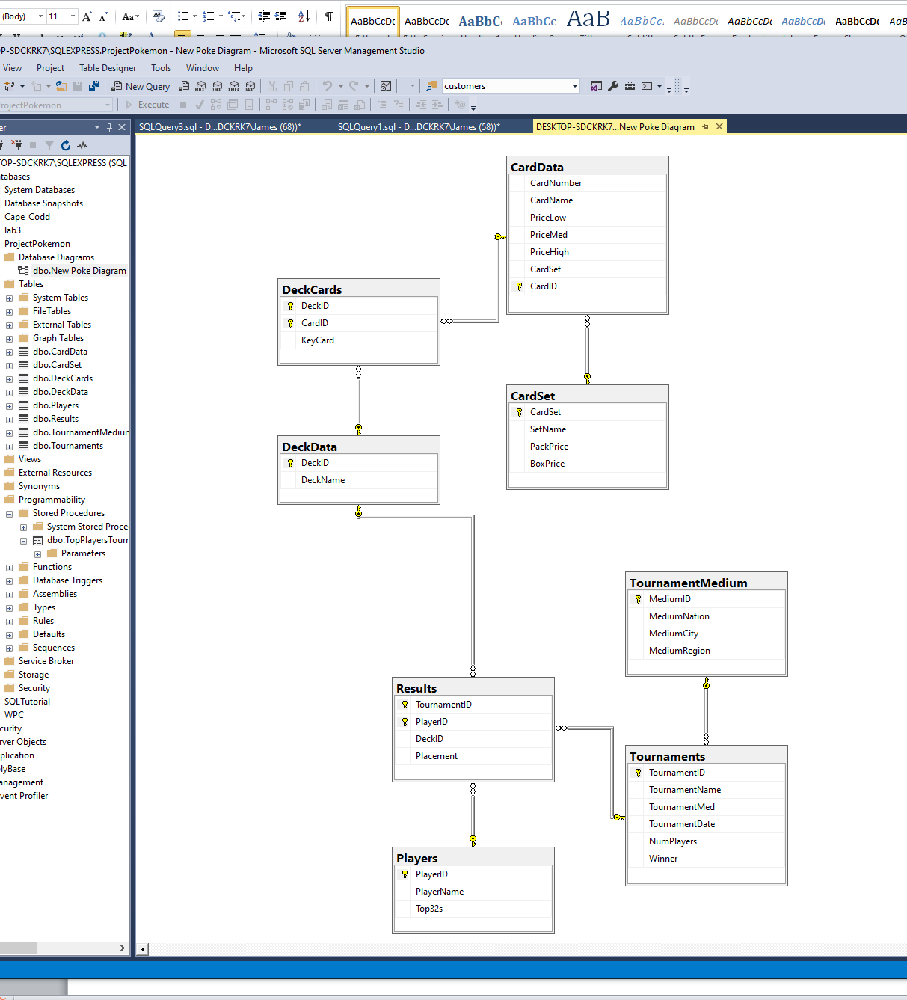 (Body) 11 A A Aa
AaBbCcDc AaBbCcDc AaBbC AaBbCc AaB AaBbCc. AaBbCcDc AaBbCcDc AaBbCcDc AaBbCcDc
OP-SDCKRK7\SQLEXPRESS.ProjectPokemon - New Poke Diagram - Microsoft SQL Server Management Studio
View Project Table Designer Tools Window Help
New Query MDX DMX XMLA DAX customers
rojectPokemon Execute
er
SQLQuery3.sql - D...DCKRK7\James (68))* SQLQuery1.sql - D...DCKRK7\James (58))* DESKTOP-SDCKRK7...New Poke Diagram
TOP-SDCKRK7\SQLEXPRESS (SQL
tabases
System Databases
Database Snapshots
Cape_Codd
lab3
ProjectPokemon
Database Diagrams
dbo.New Poke Diagram
Tables
System Tables
FileTables
External Tables
Graph Tables
dbo.CardData
dbo.CardSet
dbo.DeckCards
dbo.DeckData
dbo.Players
dbo.Results
dbo.TournamentMediur
dbo.Tournaments
Views
External Resources
Synonyms
Programmability
Stored Procedures
System Stored Proce
dbo.TopPlayersTourr
Parameters
Functions
Database Triggers
Assemblies
Types
Rules
Defaults
Sequences
Service Broker
Storage
Security
SQLTutorial
WPC
curity
rver Objects
plication
lyBase
anagement
vent Profiler
CardData
CardNumber
CardName
PriceLow
PriceMed
PriceHigh
CardSet
CardID
DeckCards
DeckID
CardID
KeyCard
CardSet
CardSet
SetName
PackPrice
BoxPrice
DeckData
DeckID
DeckName
TournamentMedium
MediumID
MediumNation
MediumCity
MediumRegion
Results
TournamentID
PlayerID
DeckID
Placement
Tournaments
TournamentID
TournamentName
TournamentMed
TournamentDate
NumPlayers
Winner
Players
PlayerID
PlayerName
Top32s